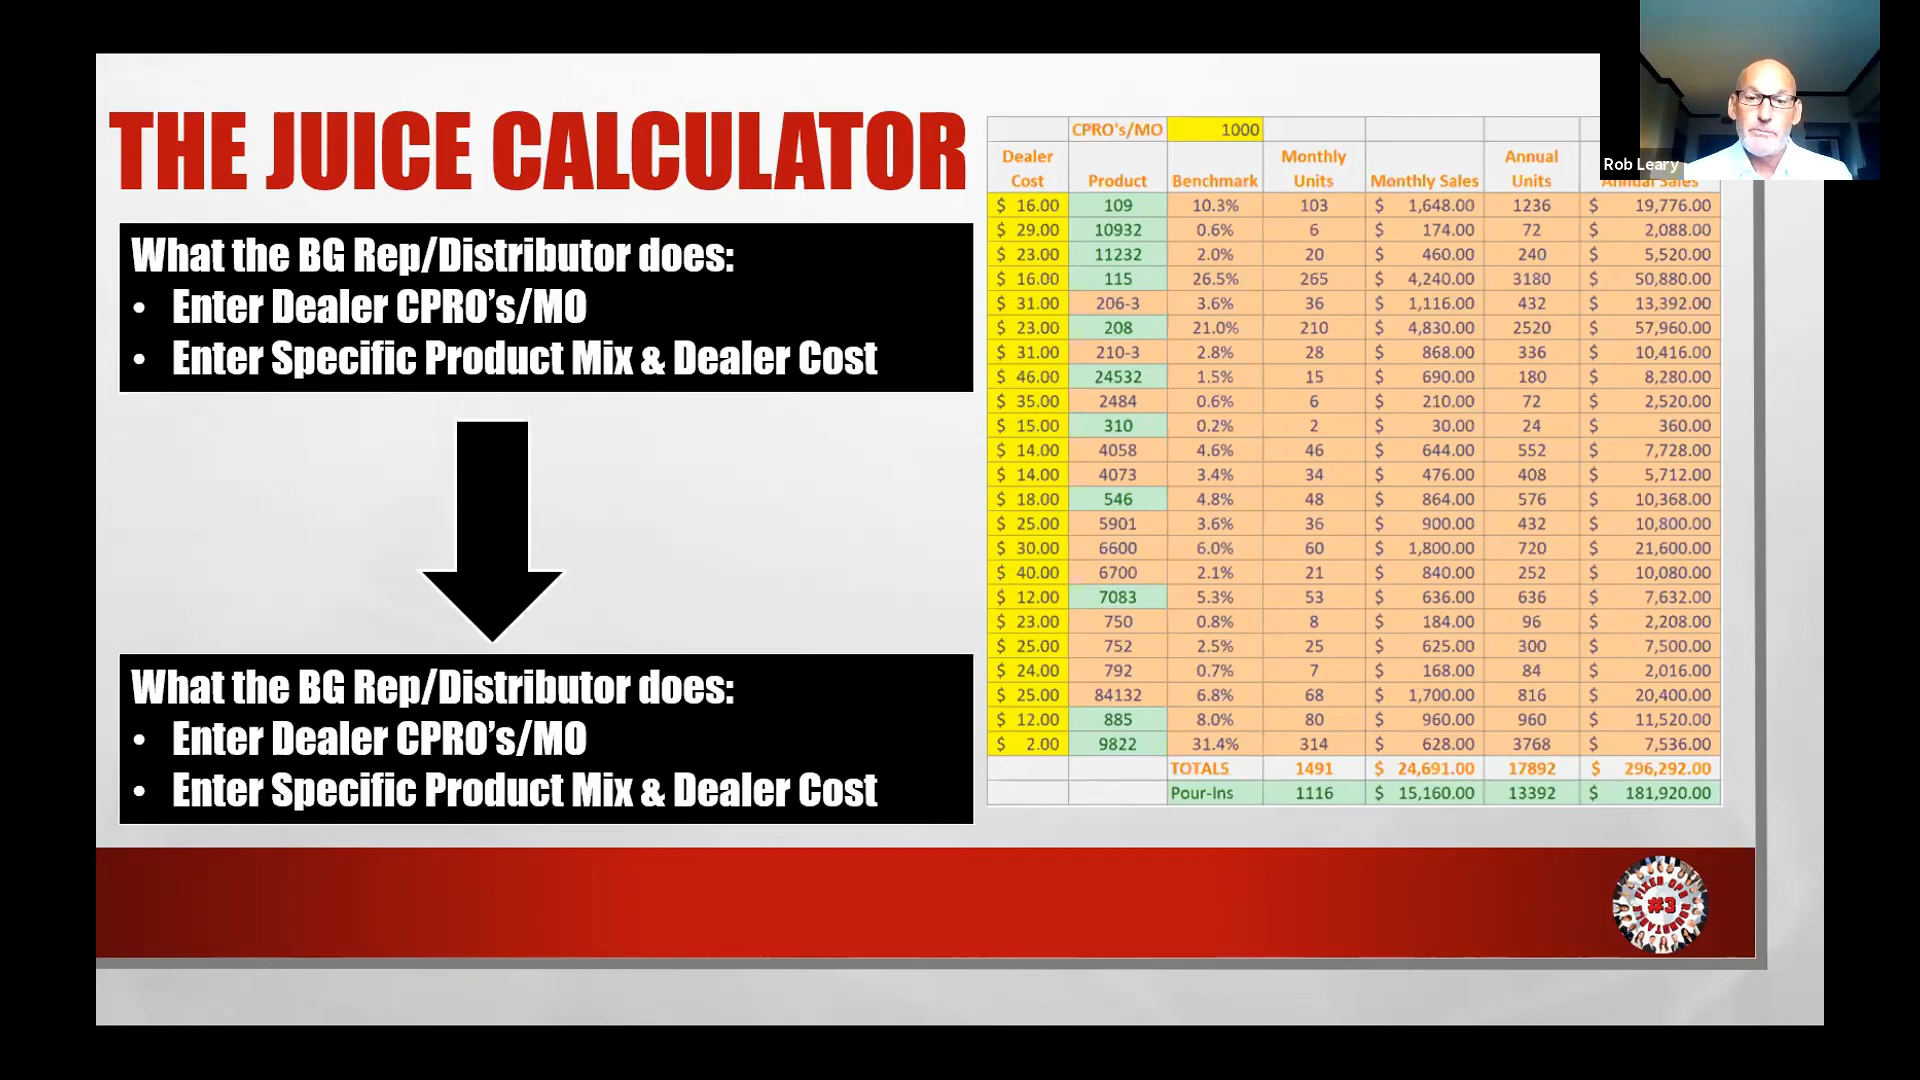 THE JUICE CALCULATOR
What the BG Rep/Distributor does:
• Enter Dealer CPRO’s/MO
• Enter Specific Product Mix & Dealer Cost
What the BG Rep/Distributor does:
• Enter Dealer CPRO’s/MO
• Enter Specific Product Mix & Dealer Cost
CPRO's/MO 1000
Dealer Cost Product Benchmark Monthly Units Monthly Sales Annual Units Annual Sales
$ 16.00 109 10.3% 103 $ 1,648.00 1236 $ 19,776.00
$ 29.00 10932 0.6% 6 $ 174.00 72 $ 2,088.00
$ 23.00 11232 2.0% 20 $ 460.00 240 $ 5,520.00
$ 16.00 115 26.5% 265 $ 4,240.00 3180 $ 50,880.00
$ 31.00 206-3 3.6% 36 $ 1,116.00 432 $ 13,392.00
$ 23.00 208 21.0% 210 $ 4,830.00 2520 $ 57,960.00
$ 31.00 210-3 2.8% 28 $ 868.00 336 $ 10,416.00
$ 46.00 24532 1.5% 15 $ 690.00 180 $ 8,280.00
$ 35.00 2484 0.6% 6 $ 210.00 72 $ 2,520.00
$ 15.00 310 0.2% 2 $ 30.00 24 $ 360.00
$ 14.00 4058 4.6% 46 $ 644.00 552 $ 7,728.00
$ 14.00 4073 3.4% 34 $ 476.00 408 $ 5,712.00
$ 18.00 546 4.8% 48 $ 864.00 576 $ 10,368.00
$ 25.00 5901 3.6% 36 $ 900.00 432 $ 10,800.00
$ 30.00 6600 6.0% 60 $ 1,800.00 720 $ 21,600.00
$ 40.00 6700 2.1% 21 $ 840.00 252 $ 10,080.00
$ 12.00 7083 5.3% 53 $ 636.00 636 $ 7,632.00
$ 23.00 750 0.8% 8 $ 184.00 96 $ 2,208.00
$ 25.00 752 2.5% 25 $ 625.00 300 $ 7,500.00
$ 24.00 792 0.7% 7 $ 168.00 84 $ 2,016.00
$ 25.00 84132 6.8% 68 $ 1,700.00 816 $ 20,400.00
$ 12.00 885 8.0% 80 $ 960.00 960 $ 11,520.00
$ 2.00 9822 31.4% 314 $ 628.00 3768 $ 7,536.00
TOTALS 1491 $ 24,691.00 17892 $ 296,292.00
Pour-Ins 1116 $ 15,160.00 13392 $ 181,920.00
Rob Leary
FIXED OPS ROUNDTABLE
#3